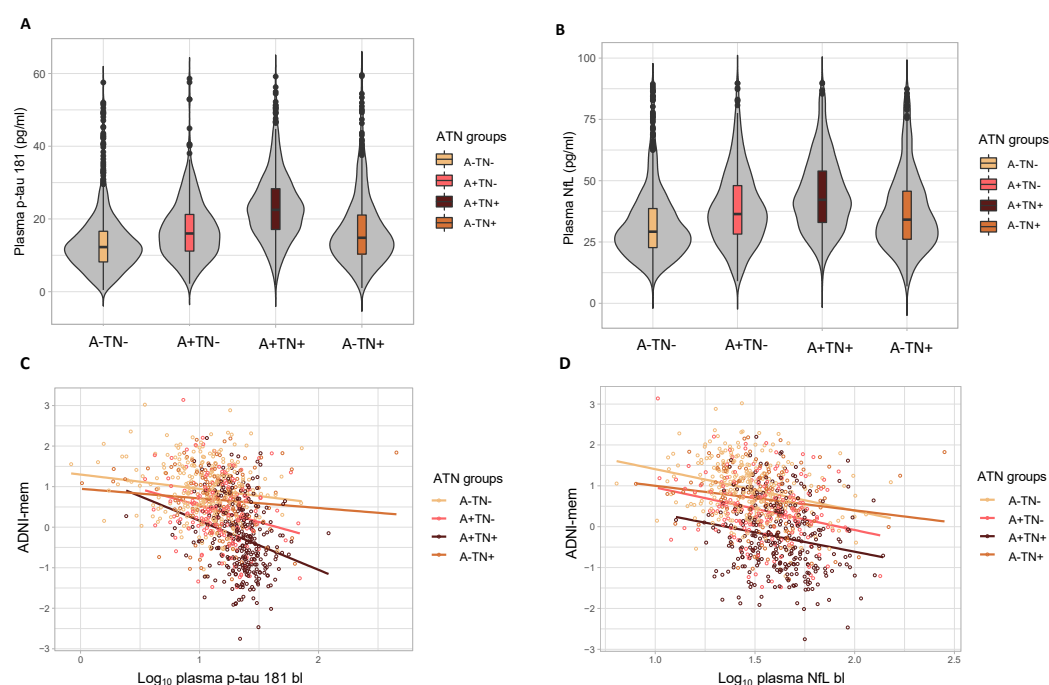 A
Plasma p-tau 181 (pg/ml)
60
40
20
0
A-TN-
A+TN-
A+TN+
A-TN+
ATN groups
A-TN-
A+TN-
A+TN+
A-TN+
B
Plasma NfL (pg/ml)
100
75
50
25
0
A-TN-
A+TN-
A+TN+
A-TN+
ATN groups
A-TN-
A+TN-
A+TN+
A-TN+
C
ADNI-mem
3
2
1
0
−1
−2
−3
0
1
2
Log₁₀ plasma p-tau 181 bl
ATN groups
A-TN-
A+TN-
A+TN+
A-TN+
D
ADNI-mem
3
2
1
0
−1
−2
−3
1.0
1.5
2.0
2.5
Log₁₀ plasma NfL bl
ATN groups
A-TN-
A+TN-
A+TN+
A-TN+